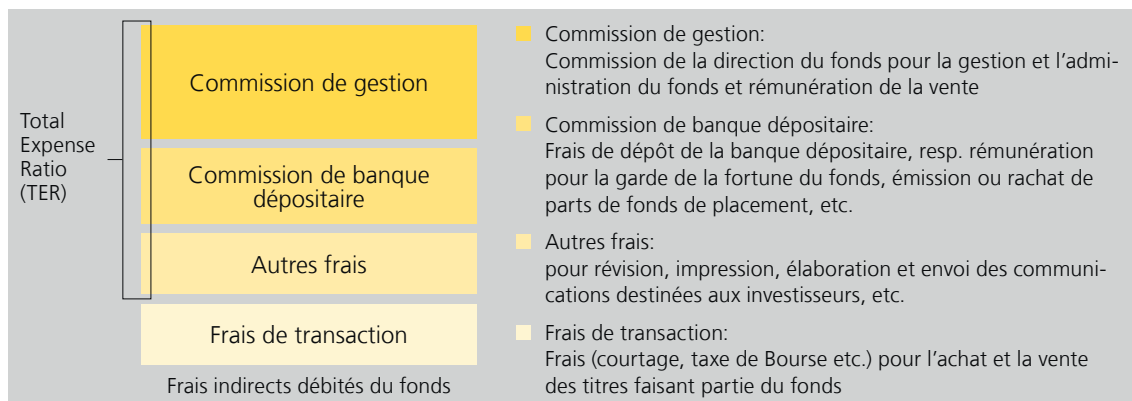 Total
Expense
Ratio
(TER)
Commission de gestion
Commission de banque
dépositaire
Autres frais
Frais de transaction
Frais indirects débités du fonds
Commission de gestion:
Commission de la direction du fonds pour la gestion et l'admi-
nistration du fonds et rémunération de la vente
Commission de banque dépositaire:
Frais de dépôt de la banque dépositaire, resp. rémunération
pour la garde de la fortune du fonds, émission ou rachat de
parts de fonds de placement, etc.
Autres frais:
pour révision, impression, élaboration et envoi des communi-
cations destinées aux investisseurs, etc.
Frais de transaction:
Frais (courtage, taxe de Bourse etc.) pour l'achat et la vente
des titres faisant partie du fonds